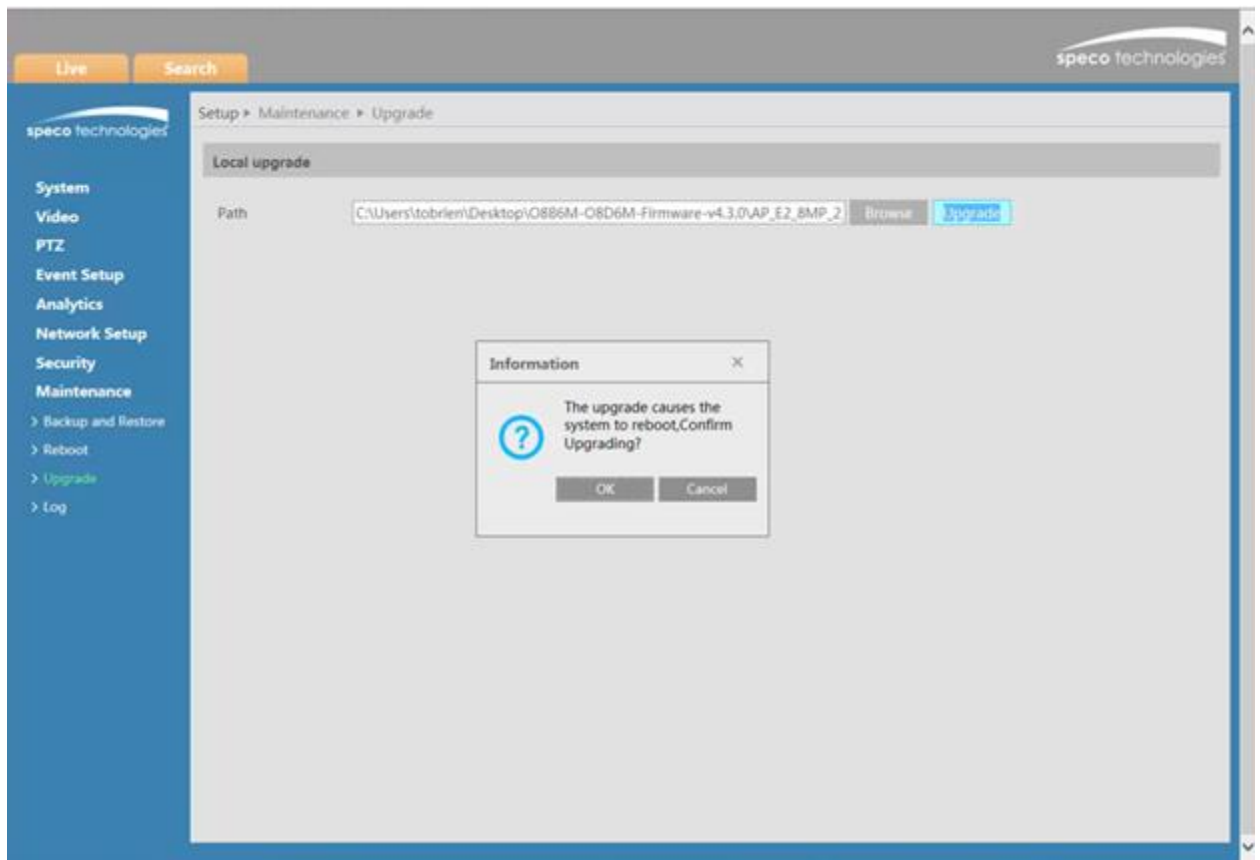 Live
Search
speco technologies
speco technologies
System
Video
PTZ
Event Setup
Analytics
Network Setup
Security
Maintenance
> Backup and Restore
> Reboot
> Upgrade
> Log
Setup ▸ Maintenance ▸ Upgrade
Local upgrade
Path C:\Users\tobrien\Desktop\O8B6M-O8D6M-Firmware-v4.3.0\AP_E2_8MP_2 Browse Upgrade
Information
The upgrade causes the
system to reboot,Confirm
Upgrading?
OK Cancel